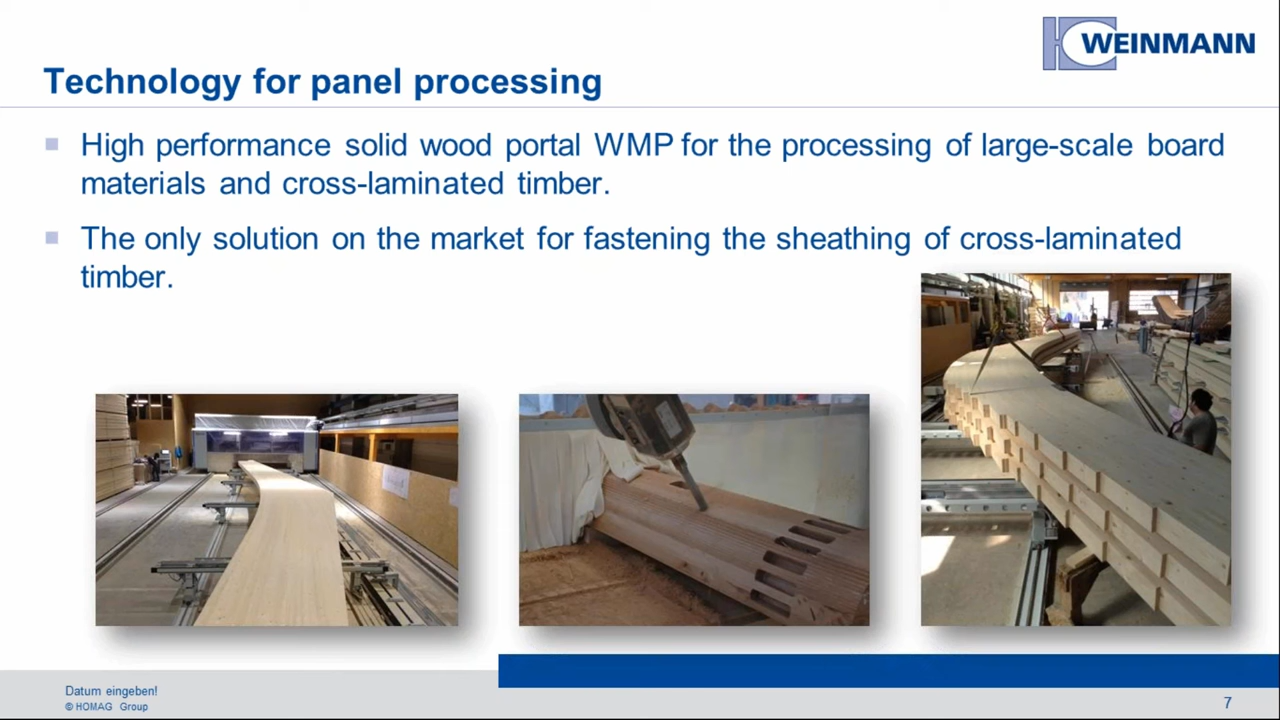 WEINMANN
Technology for panel processing
High performance solid wood portal WMP for the processing of large-scale board
materials and cross-laminated timber.
The only solution on the market for fastening the sheathing of cross-laminated
timber.
Datum eingeben!
© HOMAG Group
7